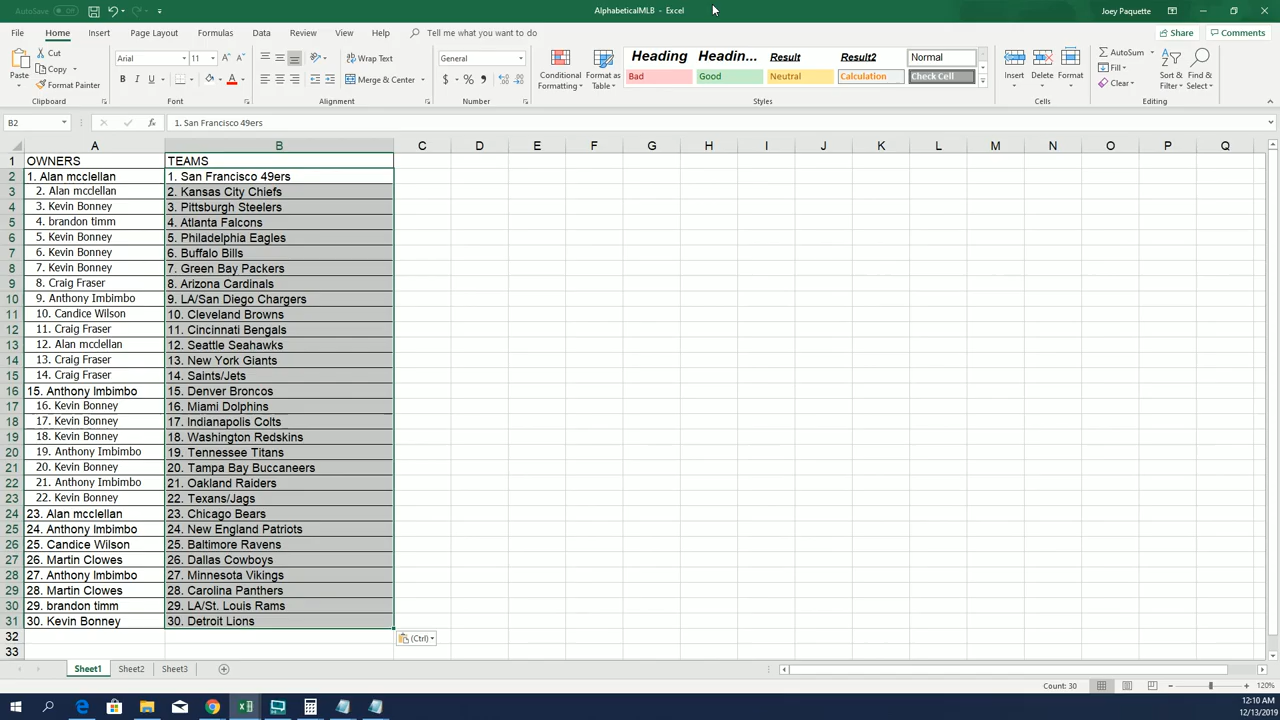 AutoSave Off
AlphabeticalMLB - Excel
Joey Paquette
File Home Insert Page Layout Formulas Data Review View Help Tell me what you want to do
Share Comments
Paste Cut Copy Format Painter
Clipboard
Arial 11
B I U
Font
Wrap Text
Merge & Center
Alignment
General
$ % ,
Number
Conditional Formatting
Format as Table
Heading Headin... Result Result2 Normal
Bad Good Neutral Calculation Check Cell
Styles
Insert Delete Format
Cells
AutoSum
Fill
Clear
Sort & Filter
Find & Select
Editing
B2 fx 1. San Francisco 49ers
A B C D E F G H I J K L M N O P Q
1 OWNERS TEAMS
2 1. Alan mcclellan 1. San Francisco 49ers
3 2. Alan mcclellan 2. Kansas City Chiefs
4 3. Kevin Bonney 3. Pittsburgh Steelers
5 4. brandon timm 4. Atlanta Falcons
6 5. Kevin Bonney 5. Philadelphia Eagles
7 6. Kevin Bonney 6. Buffalo Bills
8 7. Kevin Bonney 7. Green Bay Packers
9 8. Craig Fraser 8. Arizona Cardinals
10 9. Anthony Imbimbo 9. LA/San Diego Chargers
11 10. Candice Wilson 10. Cleveland Browns
12 11. Craig Fraser 11. Cincinnati Bengals
13 12. Alan mcclellan 12. Seattle Seahawks
14 13. Craig Fraser 13. New York Giants
15 14. Craig Fraser 14. Saints/Jets
16 15. Anthony Imbimbo 15. Denver Broncos
17 16. Kevin Bonney 16. Miami Dolphins
18 17. Kevin Bonney 17. Indianapolis Colts
19 18. Kevin Bonney 18. Washington Redskins
20 19. Anthony Imbimbo 19. Tennessee Titans
21 20. Kevin Bonney 20. Tampa Bay Buccaneers
22 21. Anthony Imbimbo 21. Oakland Raiders
23 22. Kevin Bonney 22. Texans/Jags
24 23. Alan mcclellan 23. Chicago Bears
25 24. Anthony Imbimbo 24. New England Patriots
26 25. Candice Wilson 25. Baltimore Ravens
27 26. Martin Clowes 26. Dallas Cowboys
28 27. Anthony Imbimbo 27. Minnesota Vikings
29 28. Martin Clowes 28. Carolina Panthers
30 29. brandon timm 29. LA/St. Louis Rams
31 30. Kevin Bonney 30. Detroit Lions
32 (Ctrl)
33
Sheet1 Sheet2 Sheet3
Count: 30 120%
12:10 AM
12/13/2019